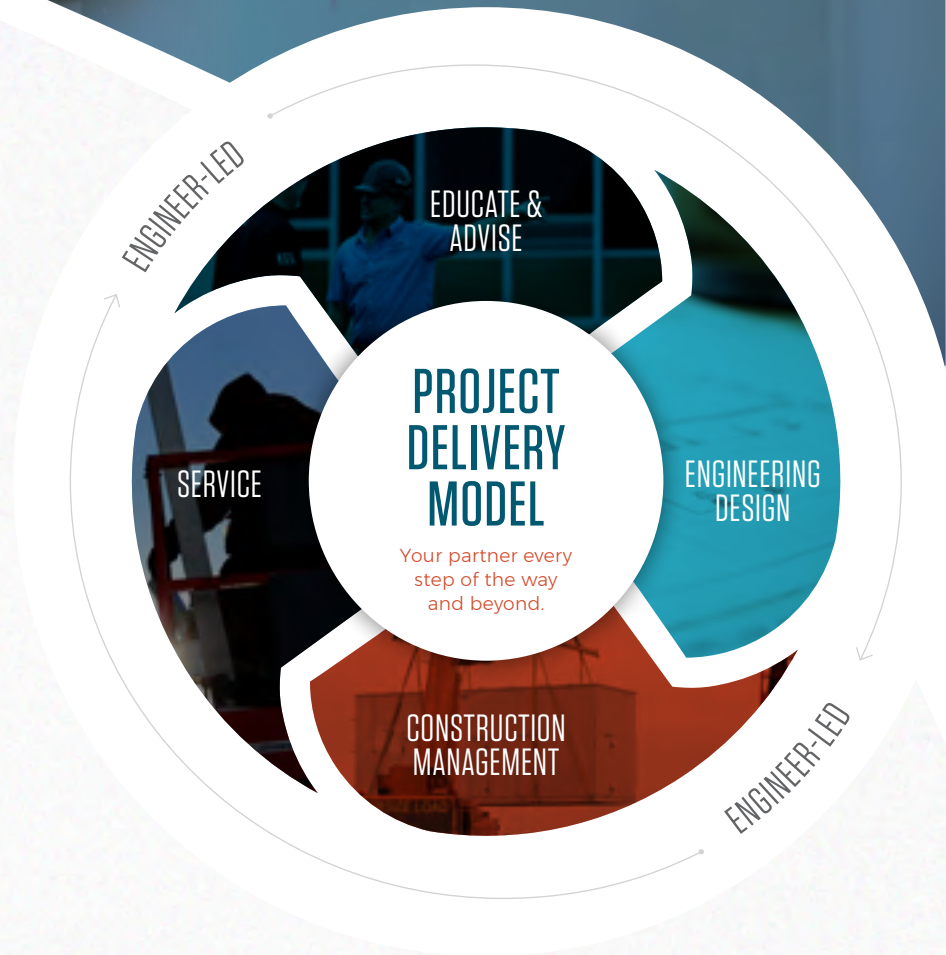 ENGINEER-LED
EDUCATE &
ADVISE
PROJECT
DELIVERY
MODEL
Your partner every
step of the way
and beyond.
SERVICE
ENGINEERING
DESIGN
CONSTRUCTION
MANAGEMENT
ENGINEER-LED